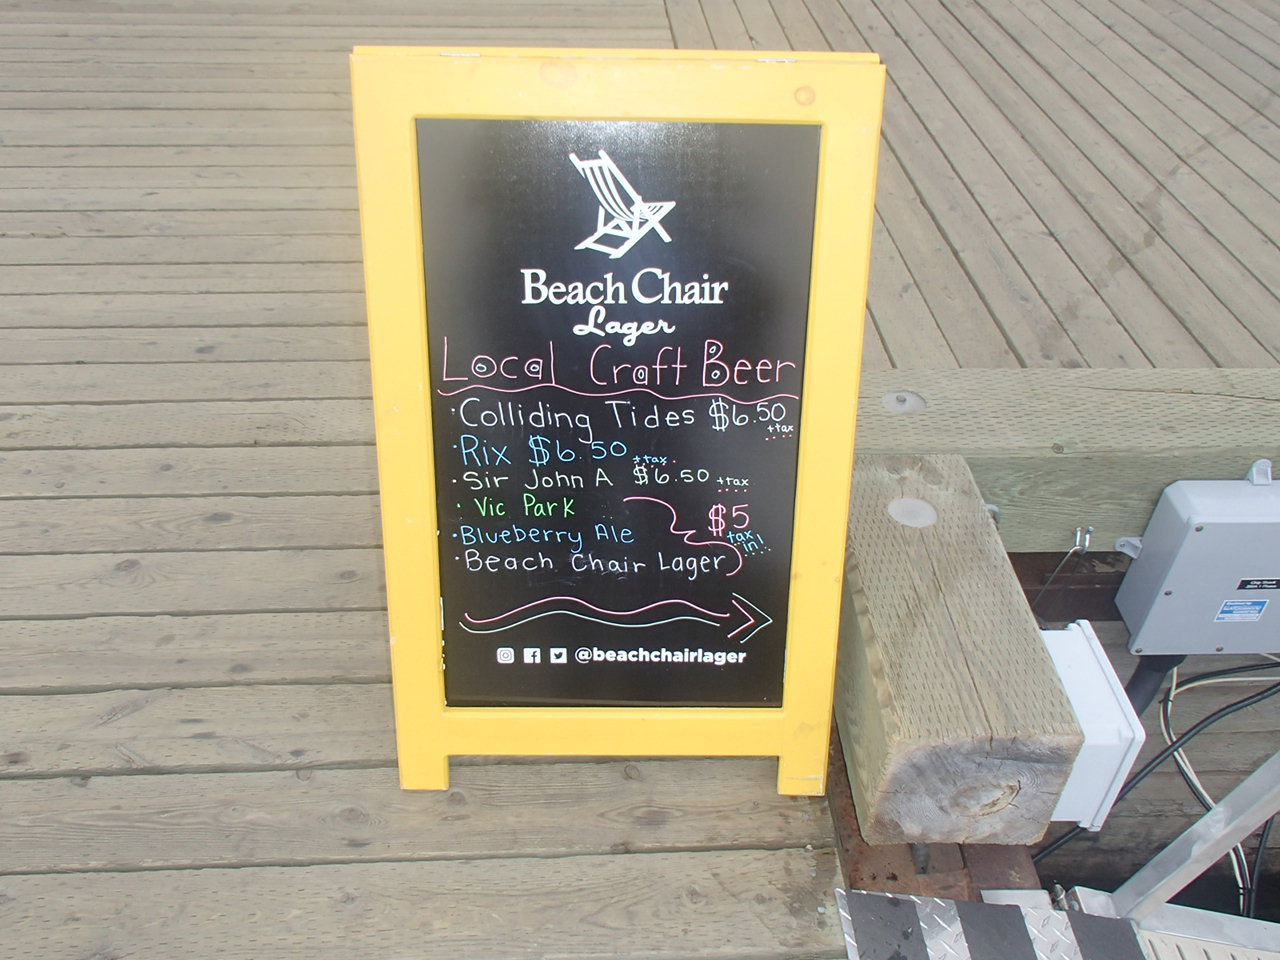 Beach Chair
Lager
Local Craft Beer
·Colliding Tides $6.50
+tax
·Rix $6.50 +tax
·Sir John A $6.50 +tax
·Vic Park
$5
·Blueberry Ale
tax in!
·Beach Chair Lager
@beachchairlager